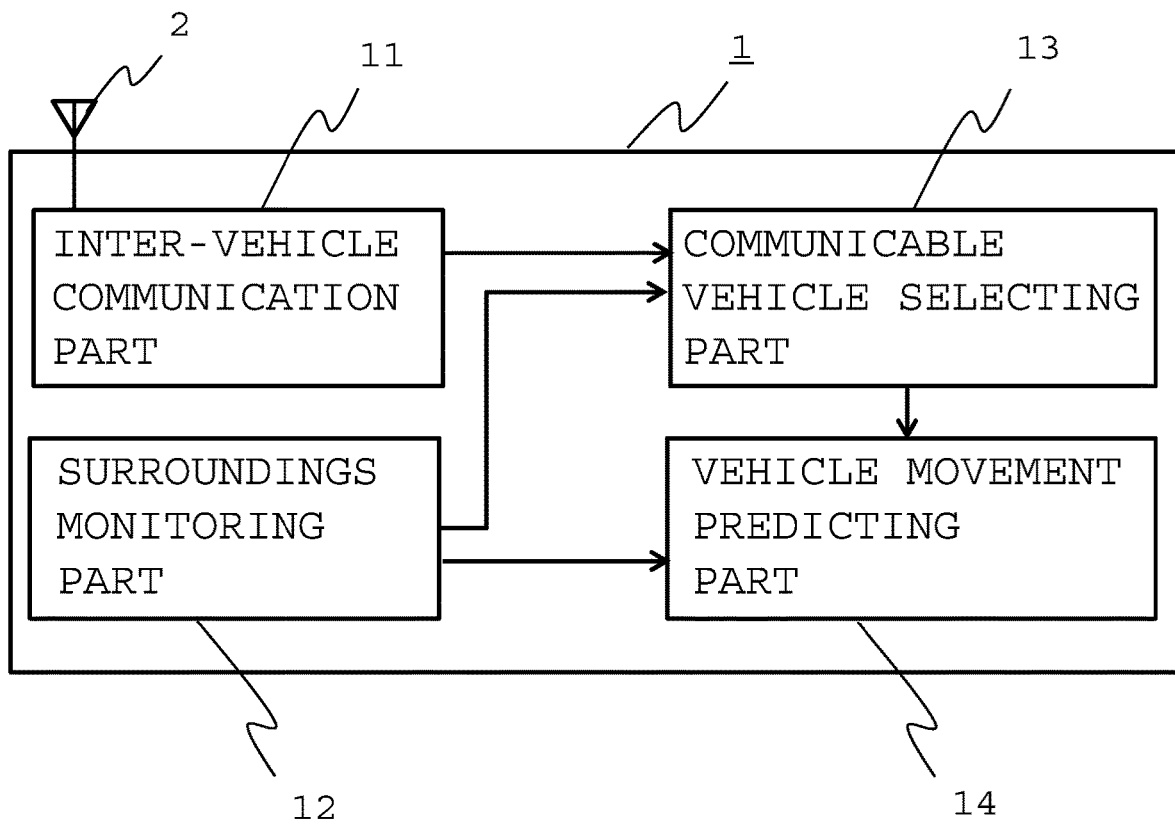 2
11
1
13
INTER-VEHICLE
COMMUNICATION
PART
COMMUNICABLE
VEHICLE SELECTING
PART
SURROUNDINGS
MONITORING
PART
VEHICLE MOVEMENT
PREDICTING
PART
12
14